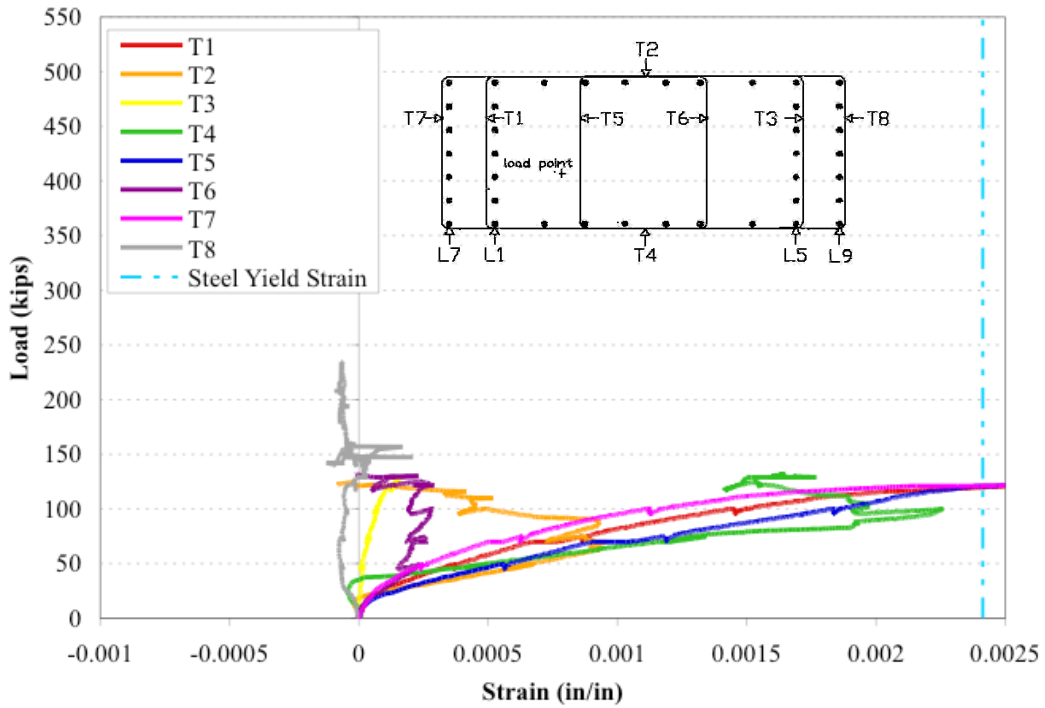 550
500
450
400
350
300
250
200
150
100
50
0
Load (kips)
-0.001
-0.0005
0
0.0005
0.001
0.0015
0.002
0.0025
Strain (in/in)
T1
T2
T3
T4
T5
T6
T7
T8
Steel Yield Strain
T2
T7
T1
T5
T6
T3
T8
load point
L7
L1
T4
L5
L9